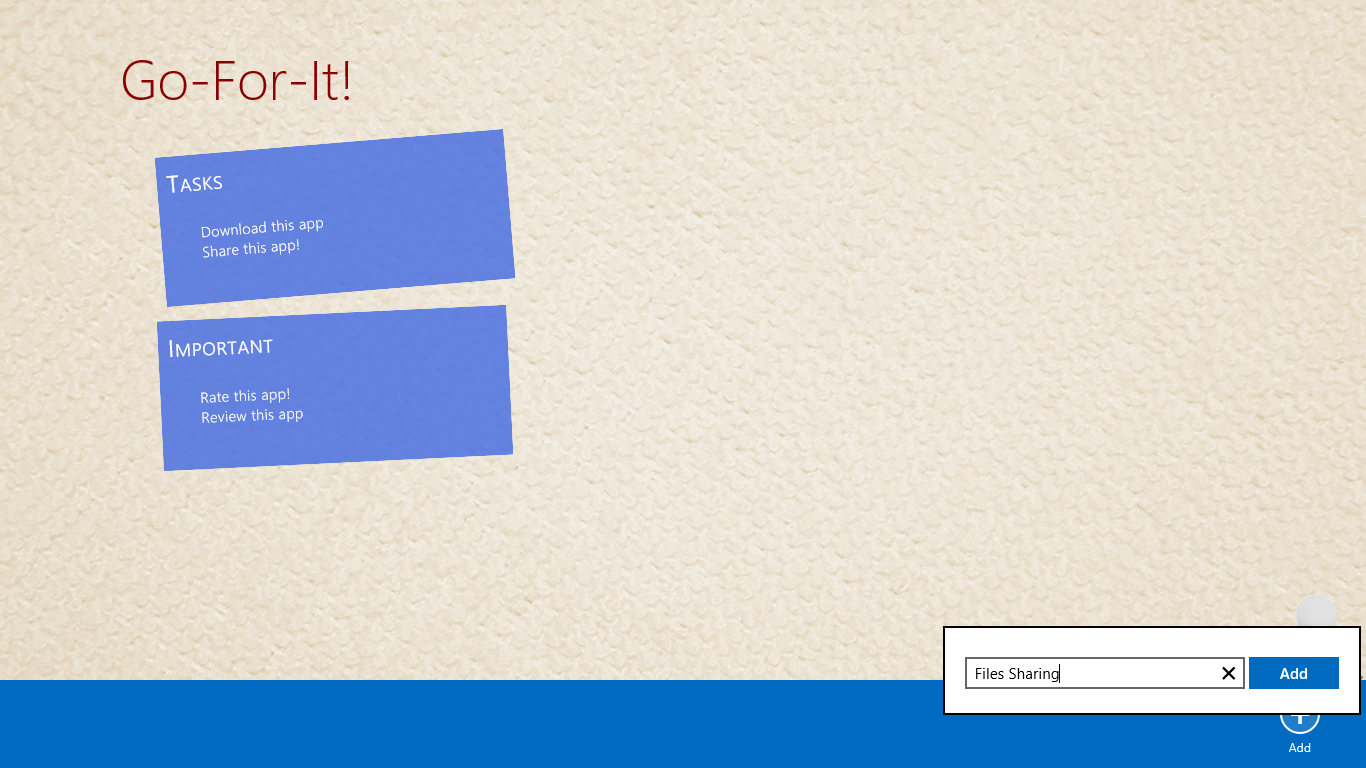 Go-For-It!
TASKS
Download this app
Share this app!
IMPORTANT
Rate this app!
Review this app
Files Sharing
Add
Add